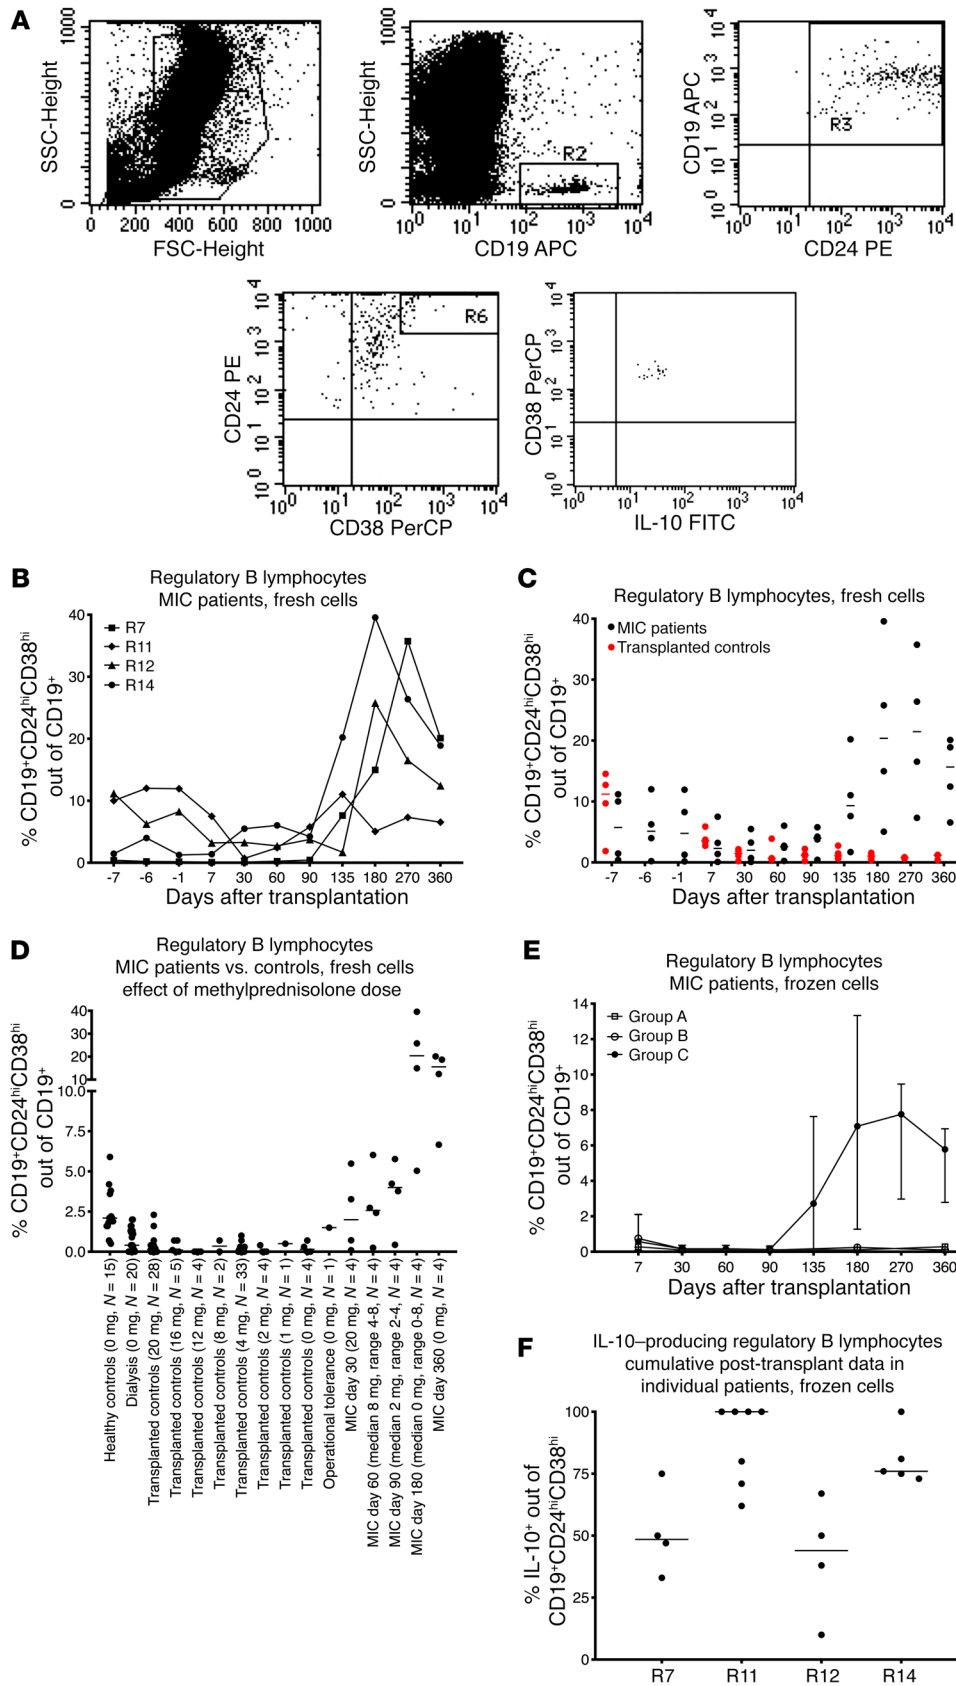 A
SSC-Height
1000
0
0 200 400 600 800 1000
FSC-Height
SSC-Height
1000
0
R2
10⁰ 10¹ 10² 10³ 10⁴
CD19 APC
CD19 APC
10⁴
10³
10²
10¹
10⁰
R3
10⁰ 10¹ 10² 10³ 10⁴
CD24 PE
CD24 PE
10⁴
10³
10²
10¹
10⁰
R6
10⁰ 10¹ 10² 10³ 10⁴
CD38 PerCP
CD38 PerCP
10⁴
10³
10²
10¹
10⁰
10⁰ 10¹ 10² 10³ 10⁴
IL-10 FITC
B
Regulatory B lymphocytes
MIC patients, fresh cells
% CD19⁺CD24ʰⁱCD38ʰⁱ
out of CD19⁺
40
30
20
10
0
R7
R11
R12
R14
-7 -6 -1 7 30 60 90 135 180 270 360
Days after transplantation
C
Regulatory B lymphocytes, fresh cells
% CD19⁺CD24ʰⁱCD38ʰⁱ
out of CD19⁺
40
30
20
10
0
MIC patients
Transplanted controls
-7 -6 -1 7 30 60 90 135 180 270 360
Days after transplantation
D
Regulatory B lymphocytes
MIC patients vs. controls, fresh cells
effect of methylprednisolone dose
% CD19⁺CD24ʰⁱCD38ʰⁱ
out of CD19⁺
40
30
20
10
10.0
7.5
5.0
2.5
0.0
Healthy controls (0 mg, N = 15)
Dialysis (0 mg, N = 20)
Transplanted controls (20 mg, N = 28)
Transplanted controls (16 mg, N = 5)
Transplanted controls (12 mg, N = 4)
Transplanted controls (8 mg, N = 2)
Transplanted controls (4 mg, N = 33)
Transplanted controls (2 mg, N = 4)
Transplanted controls (1 mg, N = 1)
Transplanted controls (0 mg, N = 4)
Operational tolerance (0 mg, N = 1)
MIC day 30 (20 mg, N = 4)
MIC day 60 (median 8 mg, range 4-8, N = 4)
MIC day 90 (median 2 mg, range 2-4, N = 4)
MIC day 180 (median 0 mg, range 0-8, N = 4)
MIC day 360 (0 mg, N = 4)
E
Regulatory B lymphocytes
MIC patients, frozen cells
% CD19⁺CD24ʰⁱCD38ʰⁱ
out of CD19⁺
14
12
10
8
6
4
2
0
Group A
Group B
Group C
7 30 60 90 135 180 270 360
Days after transplantation
F
IL-10–producing regulatory B lymphocytes
cumulative post-transplant data in
individual patients, frozen cells
% IL-10⁺ out of
CD19⁺CD24ʰⁱCD38ʰⁱ
100
75
50
25
0
R7 R11 R12 R14